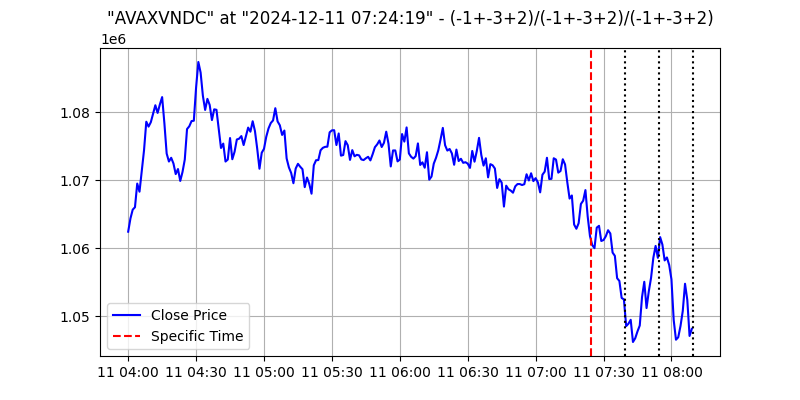 "AVAXVNDC" at "2024-12-11 07:24:19" - (-1+-3+2)/(-1+-3+2)/(-1+-3+2)
1e6
1.08
1.07
1.06
1.05
Close Price
Specific Time
11 04:00 11 04:30 11 05:00 11 05:30 11 06:00 11 06:30 11 07:00 11 07:30 11 08:00